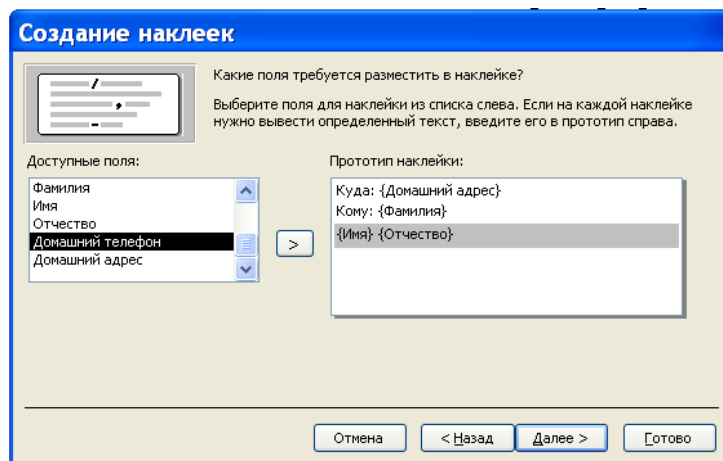 Создание наклеек
Какие поля требуется разместить в наклейке?
Выберите поля для наклейки из списка слева. Если на каждой наклейке
нужно вывести определенный текст, введите его в прототип справа.
Доступные поля:
Фамилия
Имя
Отчество
Домашний телефон
Домашний адрес
>
Прототип наклейки:
Куда: {Домашний адрес}
Кому: {Фамилия}
{Имя} {Отчество}
Отмена
< Назад
Далее >
Готово